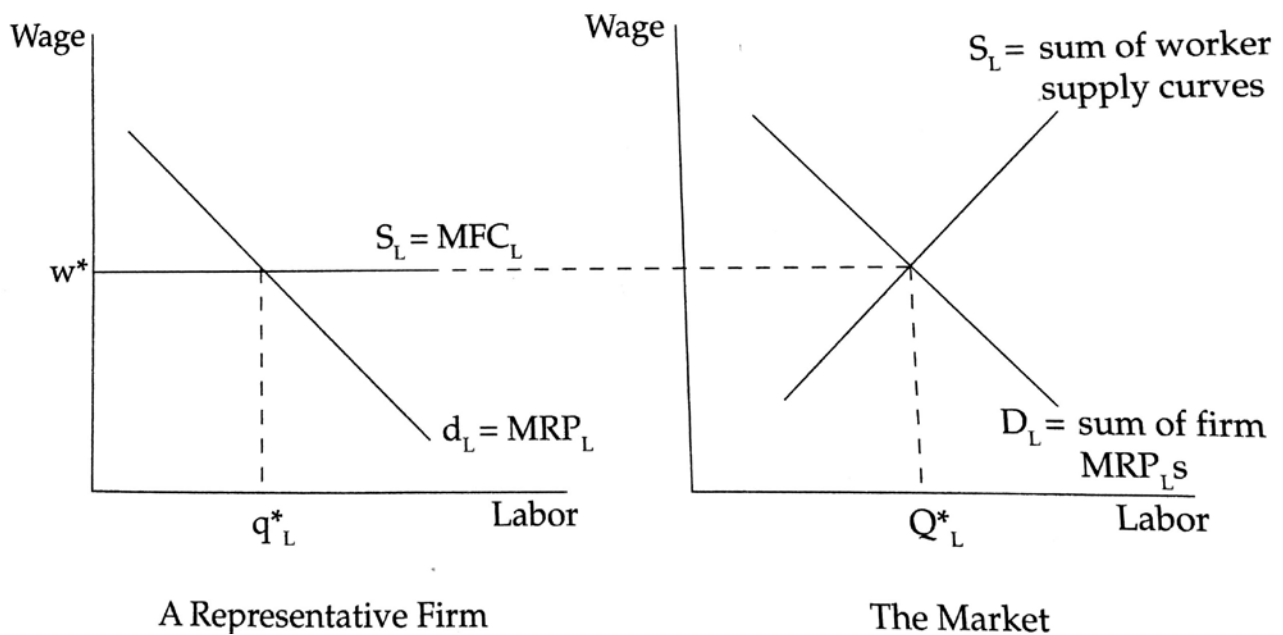 Wage
S_L = MFC_L
w*
d_L = MRP_L
q*_L
Labor
A Representative Firm
Wage
S_L = sum of worker
supply curves
D_L = sum of firm
MRP_Ls
Q*_L
Labor
The Market